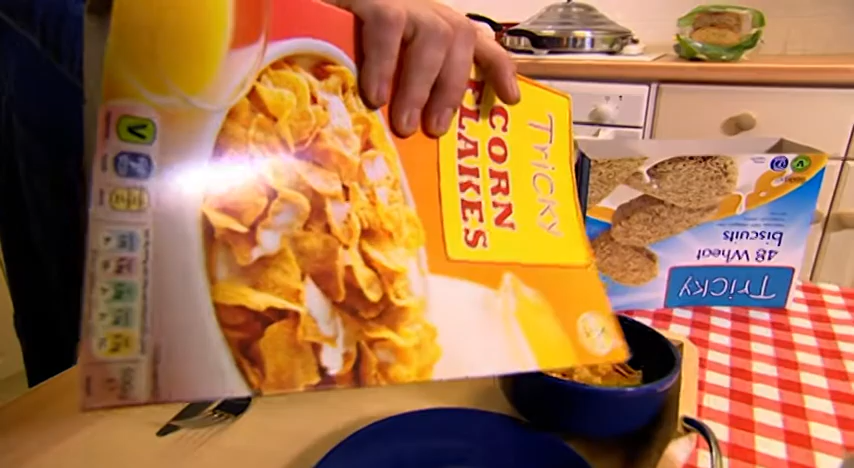 Tricky
CORN
FLAKES
V
48 Wheat
biscuits
Tricky
V